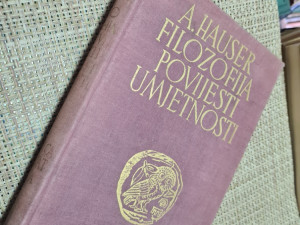 A. HAUSER
FILOZOFIJA
POVIJESTI
UMJETNOSTI